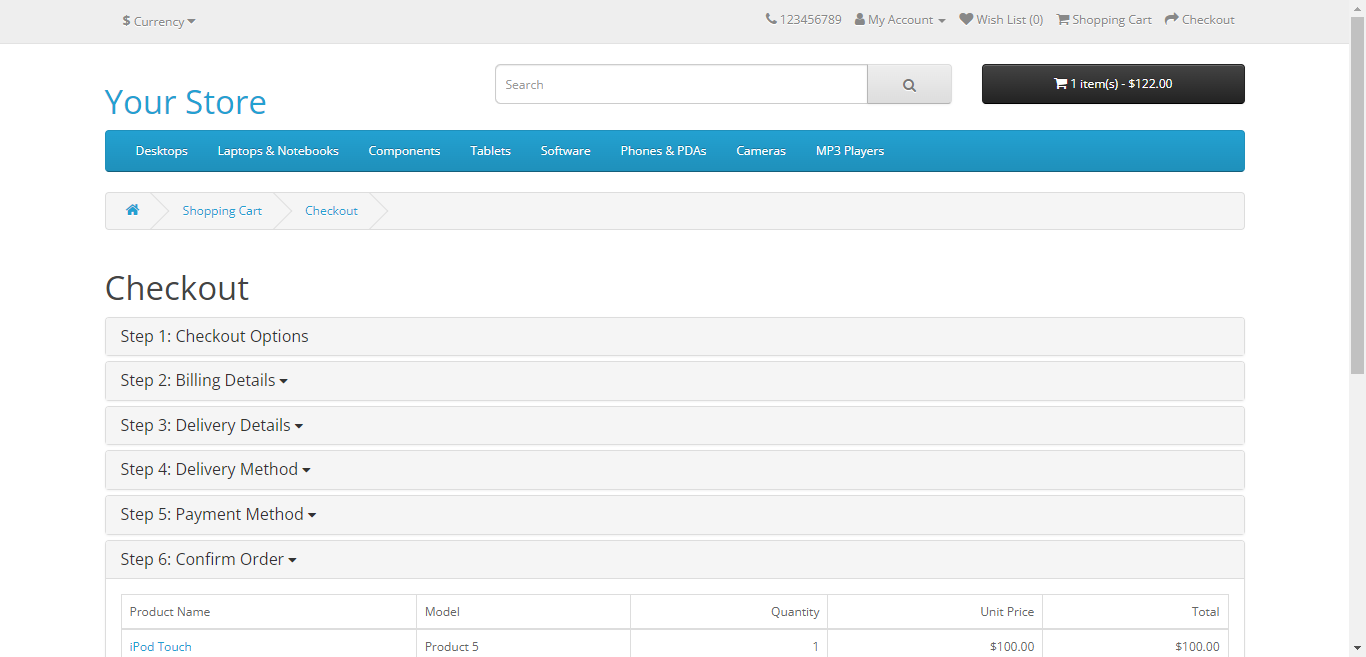 $ Currency
123456789 My Account Wish List (0) Shopping Cart Checkout
Your Store
Search
1 item(s) - $122.00
Desktops Laptops & Notebooks Components Tablets Software Phones & PDAs Cameras MP3 Players
Shopping Cart Checkout
Checkout
Step 1: Checkout Options
Step 2: Billing Details
Step 3: Delivery Details
Step 4: Delivery Method
Step 5: Payment Method
Step 6: Confirm Order
Product Name Model Quantity Unit Price Total
iPod Touch Product 5 1 $100.00 $100.00